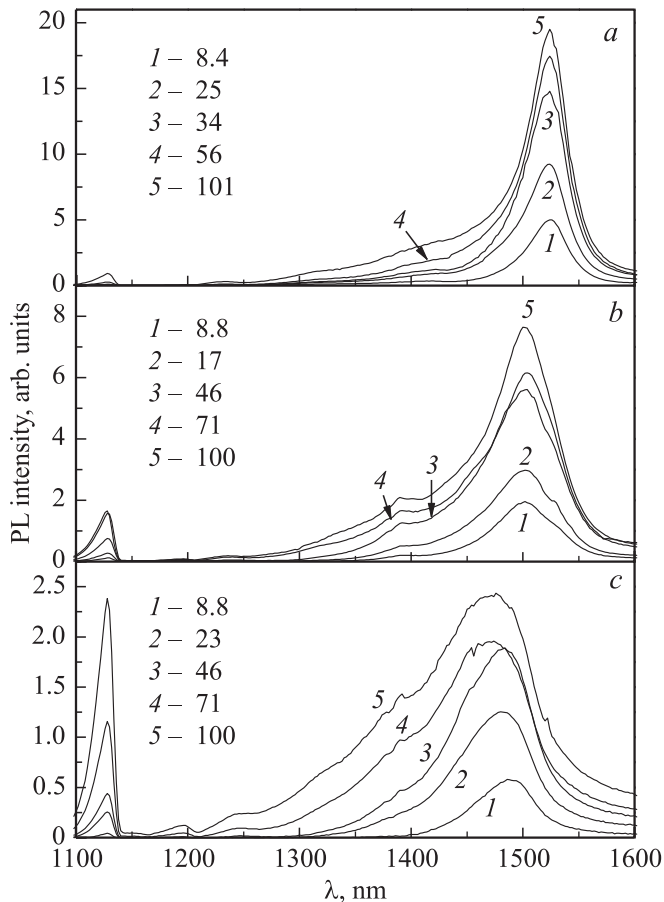 PL intensity, arb. units
20
15
10
5
0
a
1 – 8.4
2 – 25
3 – 34
4 – 56
5 – 101
5
3
2
1
4
8
6
4
2
0
b
1 – 8.8
2 – 17
3 – 46
4 – 71
5 – 100
5
4
3
2
1
2.5
2.0
1.5
1.0
0.5
0
c
1 – 8.8
2 – 23
3 – 46
4 – 71
5 – 100
5
4
3
2
1
1100
1200
1300
1400
1500
1600
λ, nm